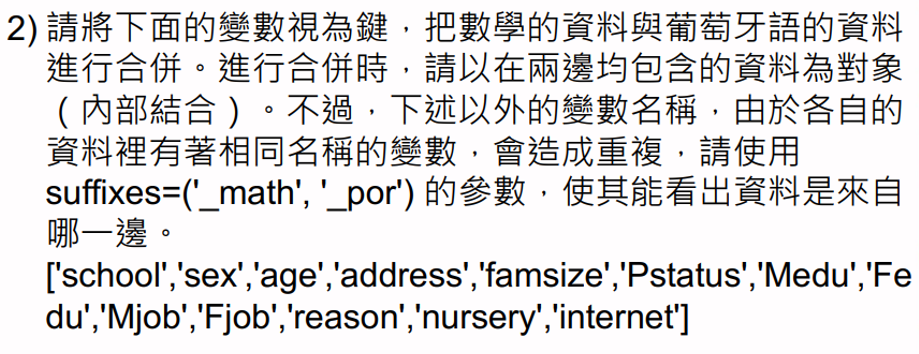 2) 請將下面的變數視為鍵，把數學的資料與葡萄牙語的資料
進行合併。進行合併時，請以在兩邊均包含的資料為對象
（內部結合）。不過，下述以外的變數名稱，由於各自的
資料裡有著相同名稱的變數，會造成重複，請使用
suffixes=('_math', '_por') 的參數，使其能看出資料是來自
哪一邊。
['school','sex','age','address','famsize','Pstatus','Medu','Fe
du','Mjob','Fjob','reason','nursery','internet']